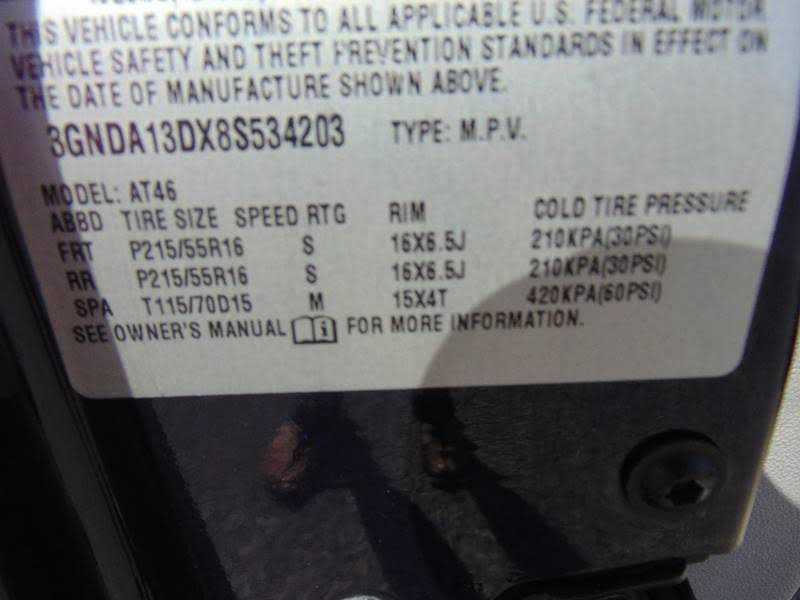 THIS VEHICLE CONFORMS TO ALL APPLICABLE U.S. FEDERAL MOTOR
VEHICLE SAFETY AND THEFT PREVENTION STANDARDS IN EFFECT ON
THE DATE OF MANUFACTURE SHOWN ABOVE.
3GNDA13DX8S534203 TYPE: M.P.V.
MODEL: AT46
ABBD TIRE SIZE SPEED RTG RIM COLD TIRE PRESSURE
FRT P215/55R16 S 16X6.5J 210KPA(30PSI)
RR P215/55R16 S 16X6.5J 210KPA(30PSI)
SPA T115/70D15 M 15X4T 420KPA(60PSI)
SEE OWNER'S MANUAL i FOR MORE INFORMATION.